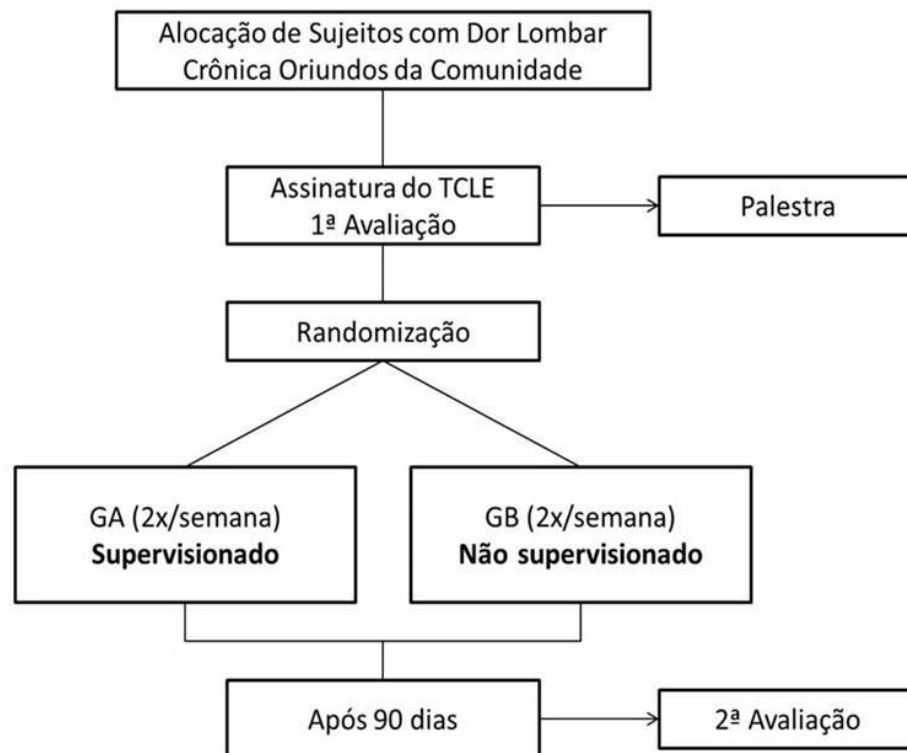 Alocação de Sujeitos com Dor Lombar
Crônica Oriundos da Comunidade
Assinatura do TCLE
1ª Avaliação
Palestra
Randomização
GA (2x/semana)
Supervisionado
GB (2x/semana)
Não supervisionado
Após 90 dias
2ª Avaliação